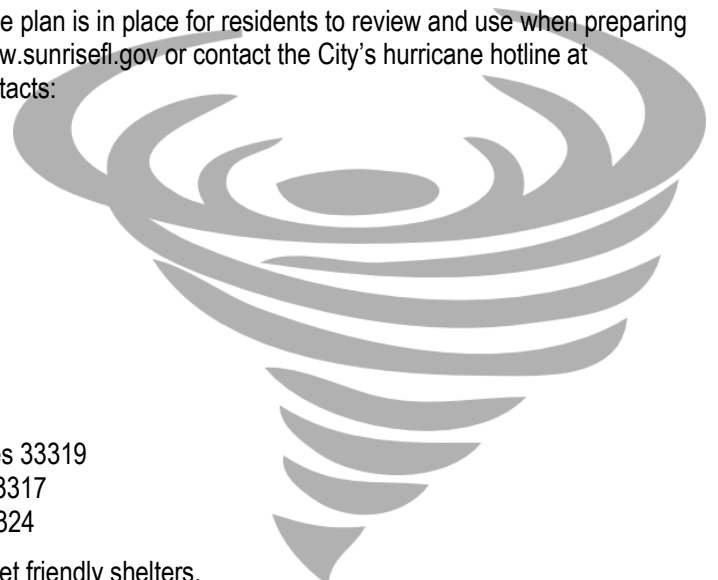 e plan is in place for residents to review and use when preparing
w.sunrisefl.gov or contact the City's hurricane hotline at
tacts:
es 33319
3317
324
et friendly shelters.